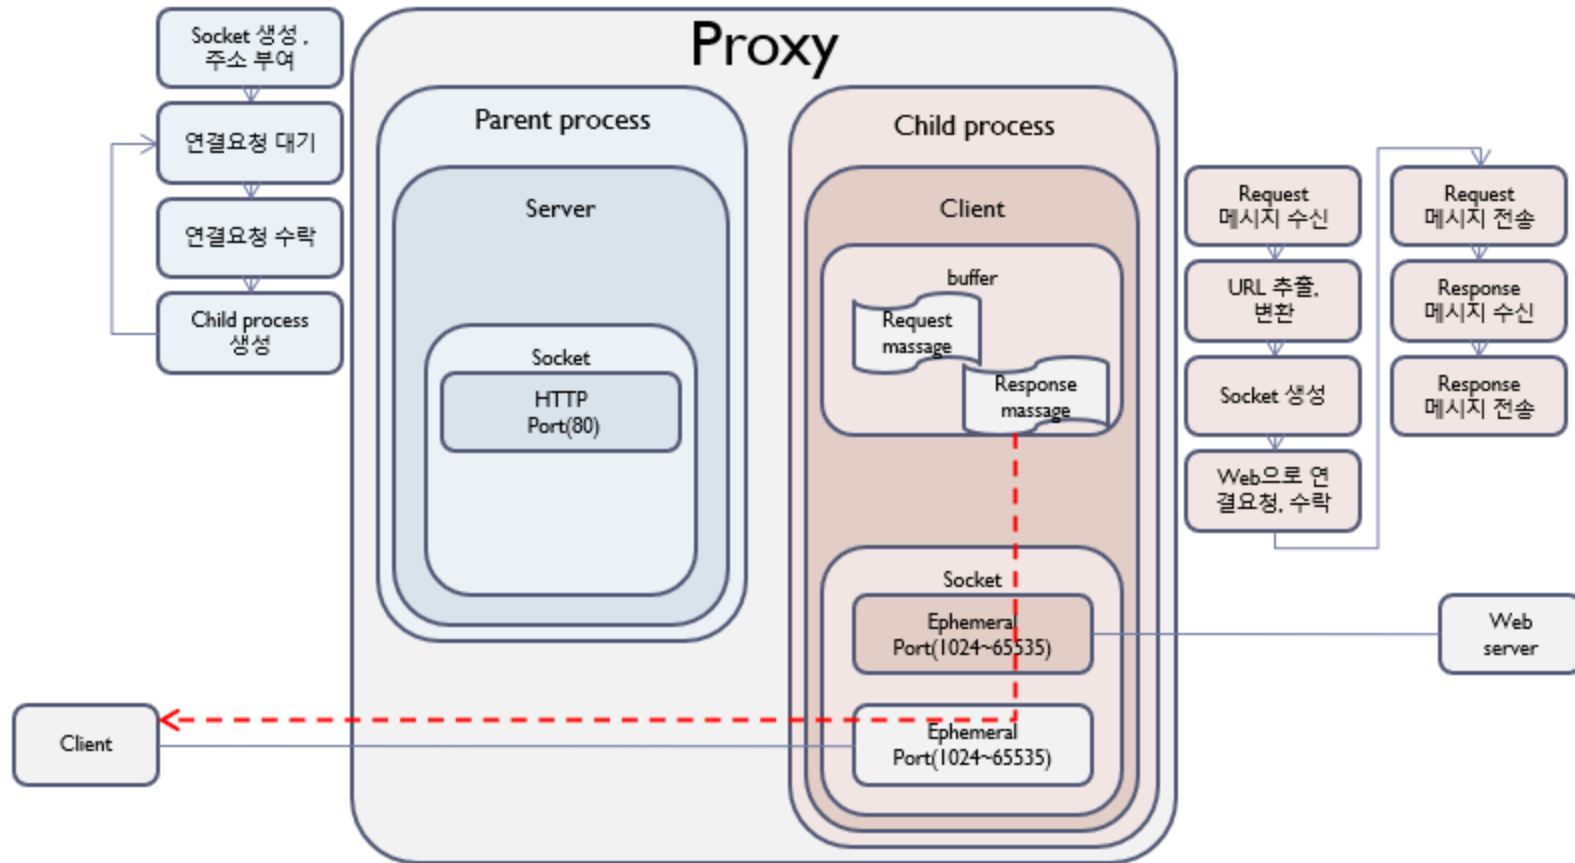 Proxy
Socket 생성 ,
주소 부여
연결요청 대기
연결요청 수락
Child process
생성
Parent process
Server
Socket
HTTP
Port(80)
Child process
Client
buffer
Request
massage
Response
massage
Socket
Ephemeral
Port(1024~65535)
Ephemeral
Port(1024~65535)
Request
메시지 수신
URL 추출,
변환
Socket 생성
Web으로 연
결요청, 수락
Request
메시지 전송
Response
메시지 수신
Response
메시지 전송
Web
server
Client